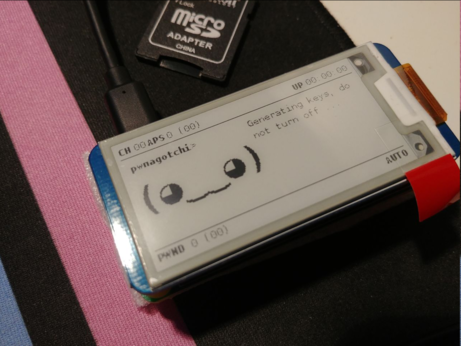 micro
SD
ADAPTER
CHINA
CH 00 APS 0 (00)
UP 00:00:00
pwnagotchi>
Generating keys, do
not turn off ...
PWND 0 (00)
AUTO